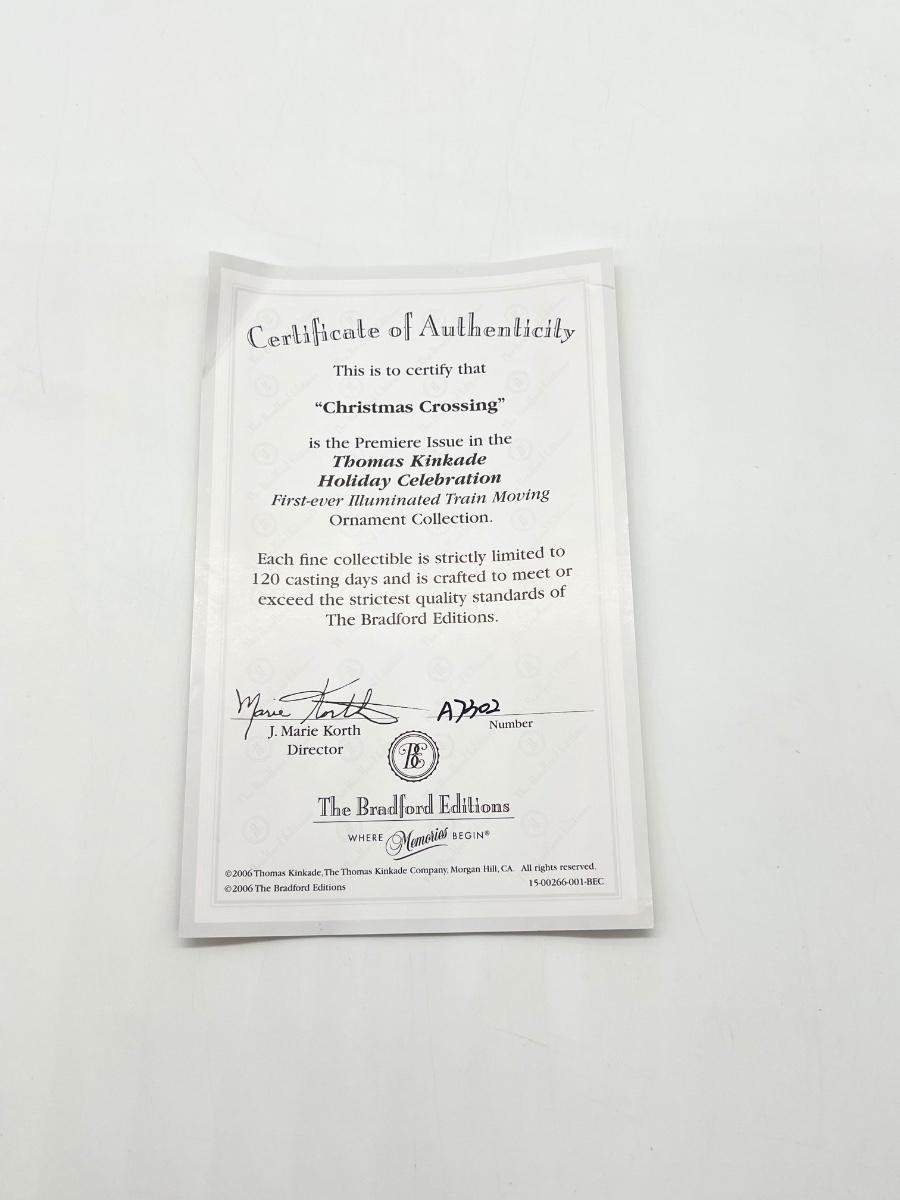 Certificate of Authenticity
This is to certify that
“Christmas Crossing”
is the Premiere Issue in the
Thomas Kinkade
Holiday Celebration
First-ever Illuminated Train Moving
Ornament Collection.
Each fine collectible is strictly limited to
120 casting days and is crafted to meet or
exceed the strictest quality standards of
The Bradford Editions.
Marie Korth
J. Marie Korth
Director
Number
BE
The Bradford Editions
WHERE Memories BEGIN®
©2006 Thomas Kinkade, The Thomas Kinkade Company, Morgan Hill, CA. All rights reserved.
©2006 The Bradford Editions
15-00266-001-BEC